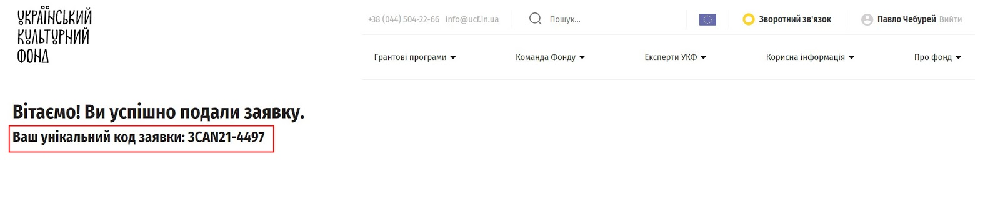 УКРАЇНСЬКИЙ
КУЛЬТУРНИЙ
ФОНД
+38 (044) 504-22-66 info@ucf.in.ua Пошук... Зворотний зв'язок Павло Чебурей Вийти
Грантові програми Команда Фонду Експерти УКФ Корисна інформація Про фонд
Вітаємо! Ви успішно подали заявку.
Ваш унікальний код заявки: 3CAN21-4497